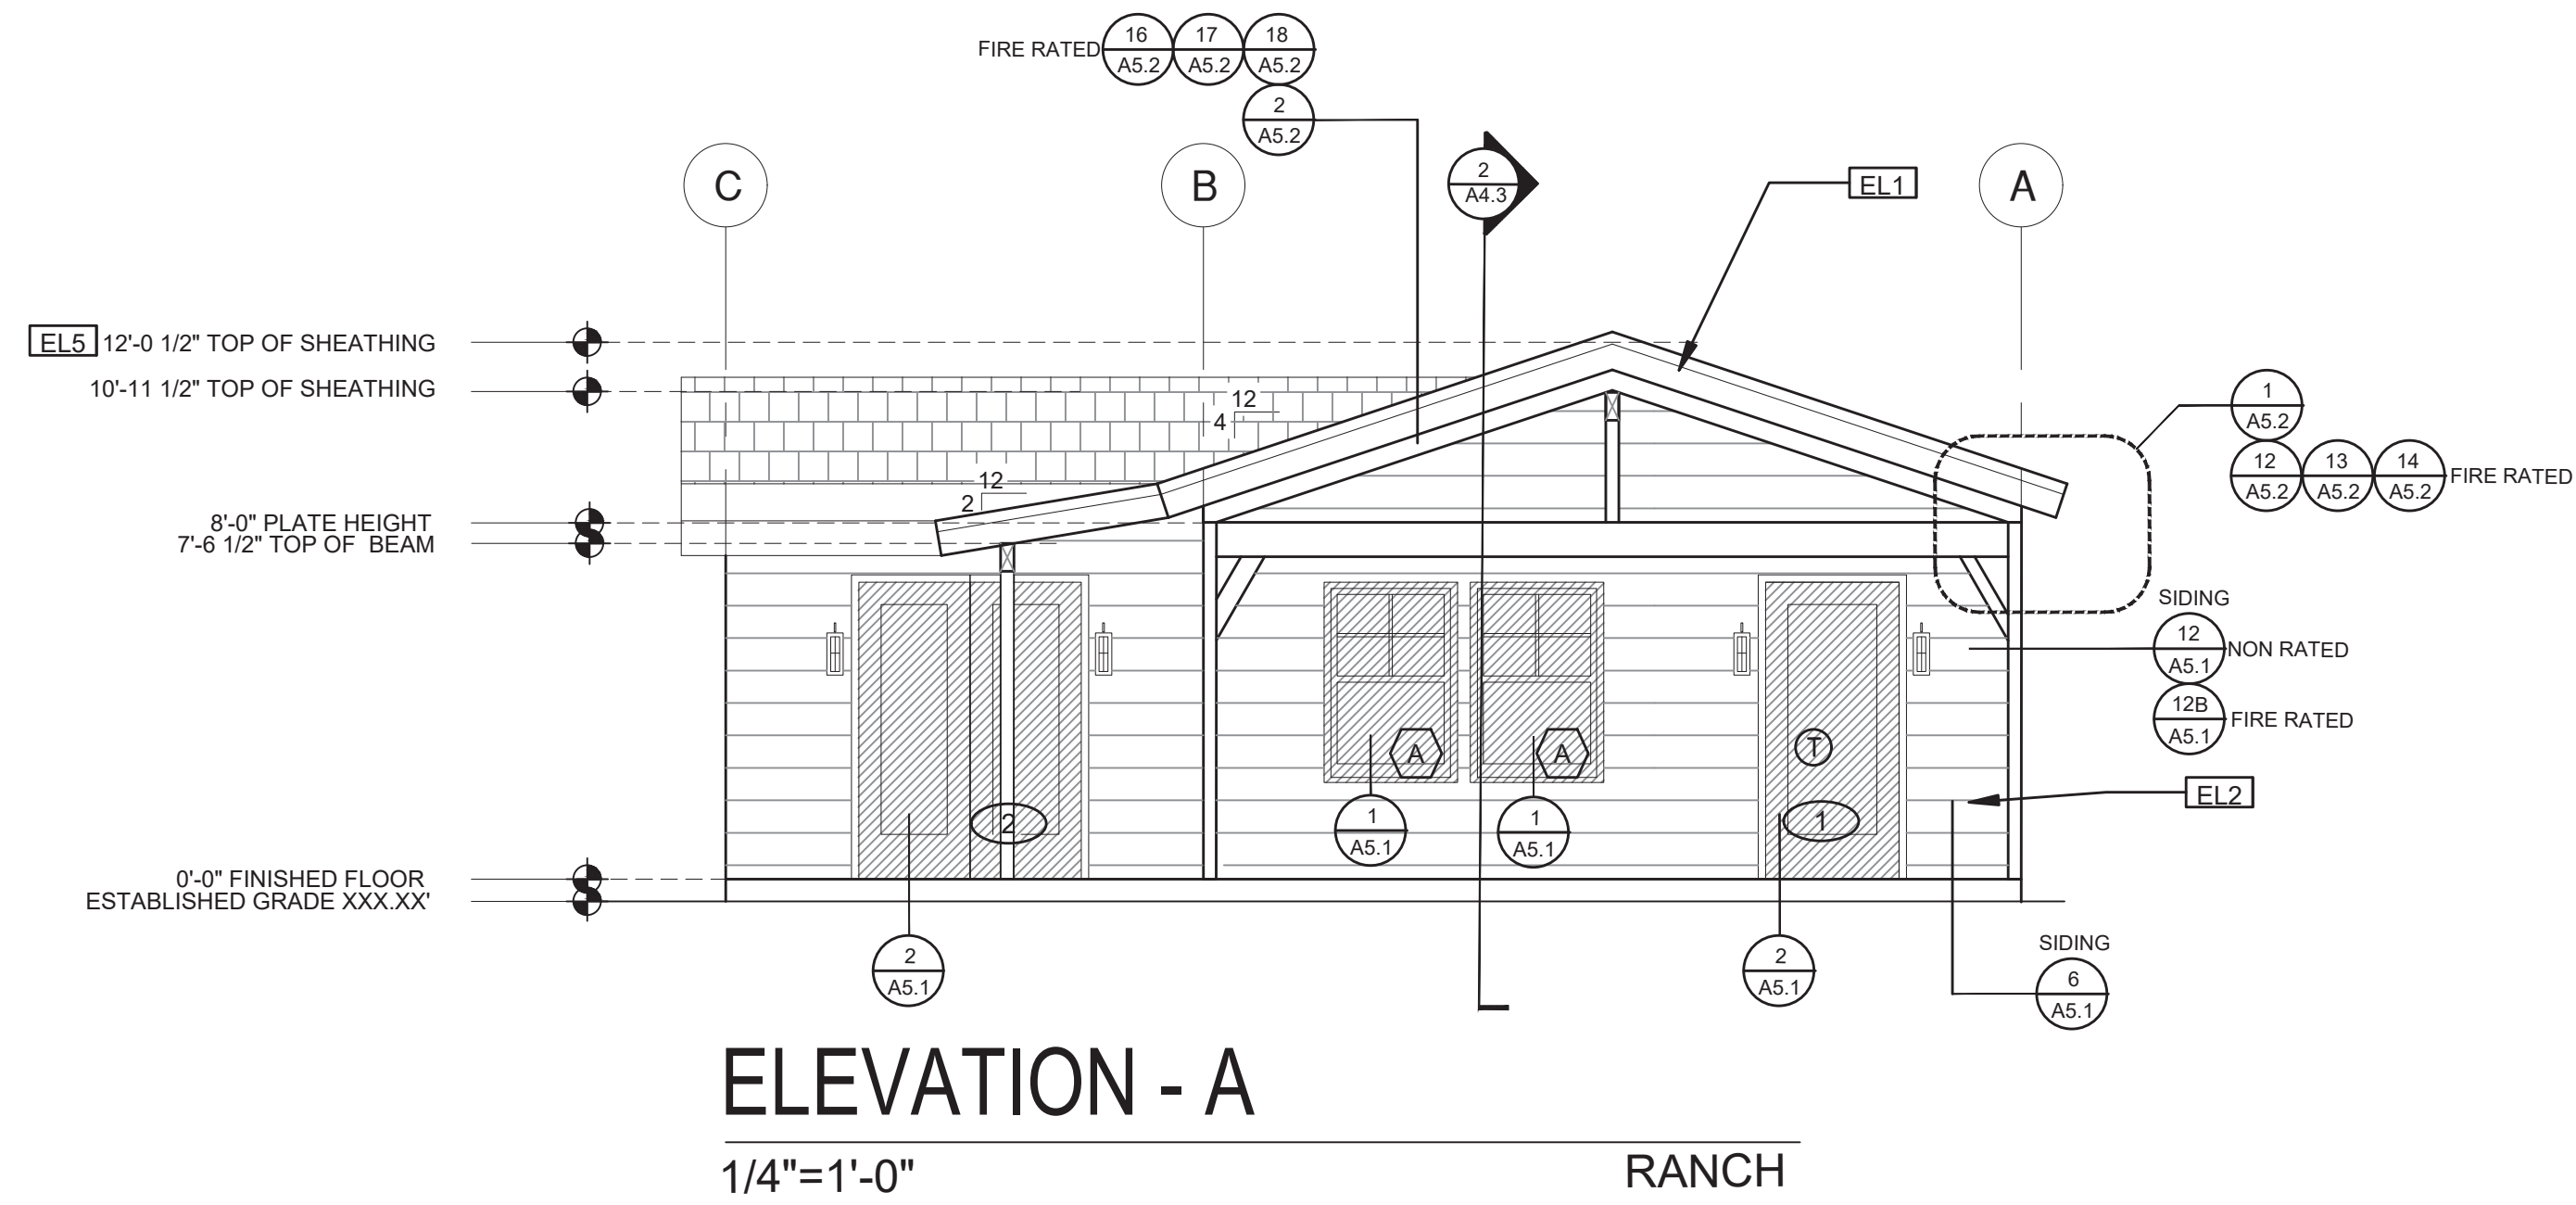 16 17 18
FIRE RATED A5.2 A5.2 A5.2
2
A5.2
C B 2 EL1 A
A4.3
EL5 12'-0 1/2" TOP OF SHEATHING
10'-11 1/2" TOP OF SHEATHING
12
4
1
A5.2
12
2
12 13 14 FIRE RATED
A5.2 A5.2 A5.2
8'-0" PLATE HEIGHT
7'-6 1/2" TOP OF BEAM
SIDING
12 NON RATED
A5.1
12B FIRE RATED
A5.1
A A T
EL2
2 1
1 1
A5.1 A5.1
0'-0" FINISHED FLOOR
ESTABLISHED GRADE XXX.XX'
SIDING
2 2 6
A5.1 A5.1 A5.1
ELEVATION - A
1/4"=1'-0" RANCH